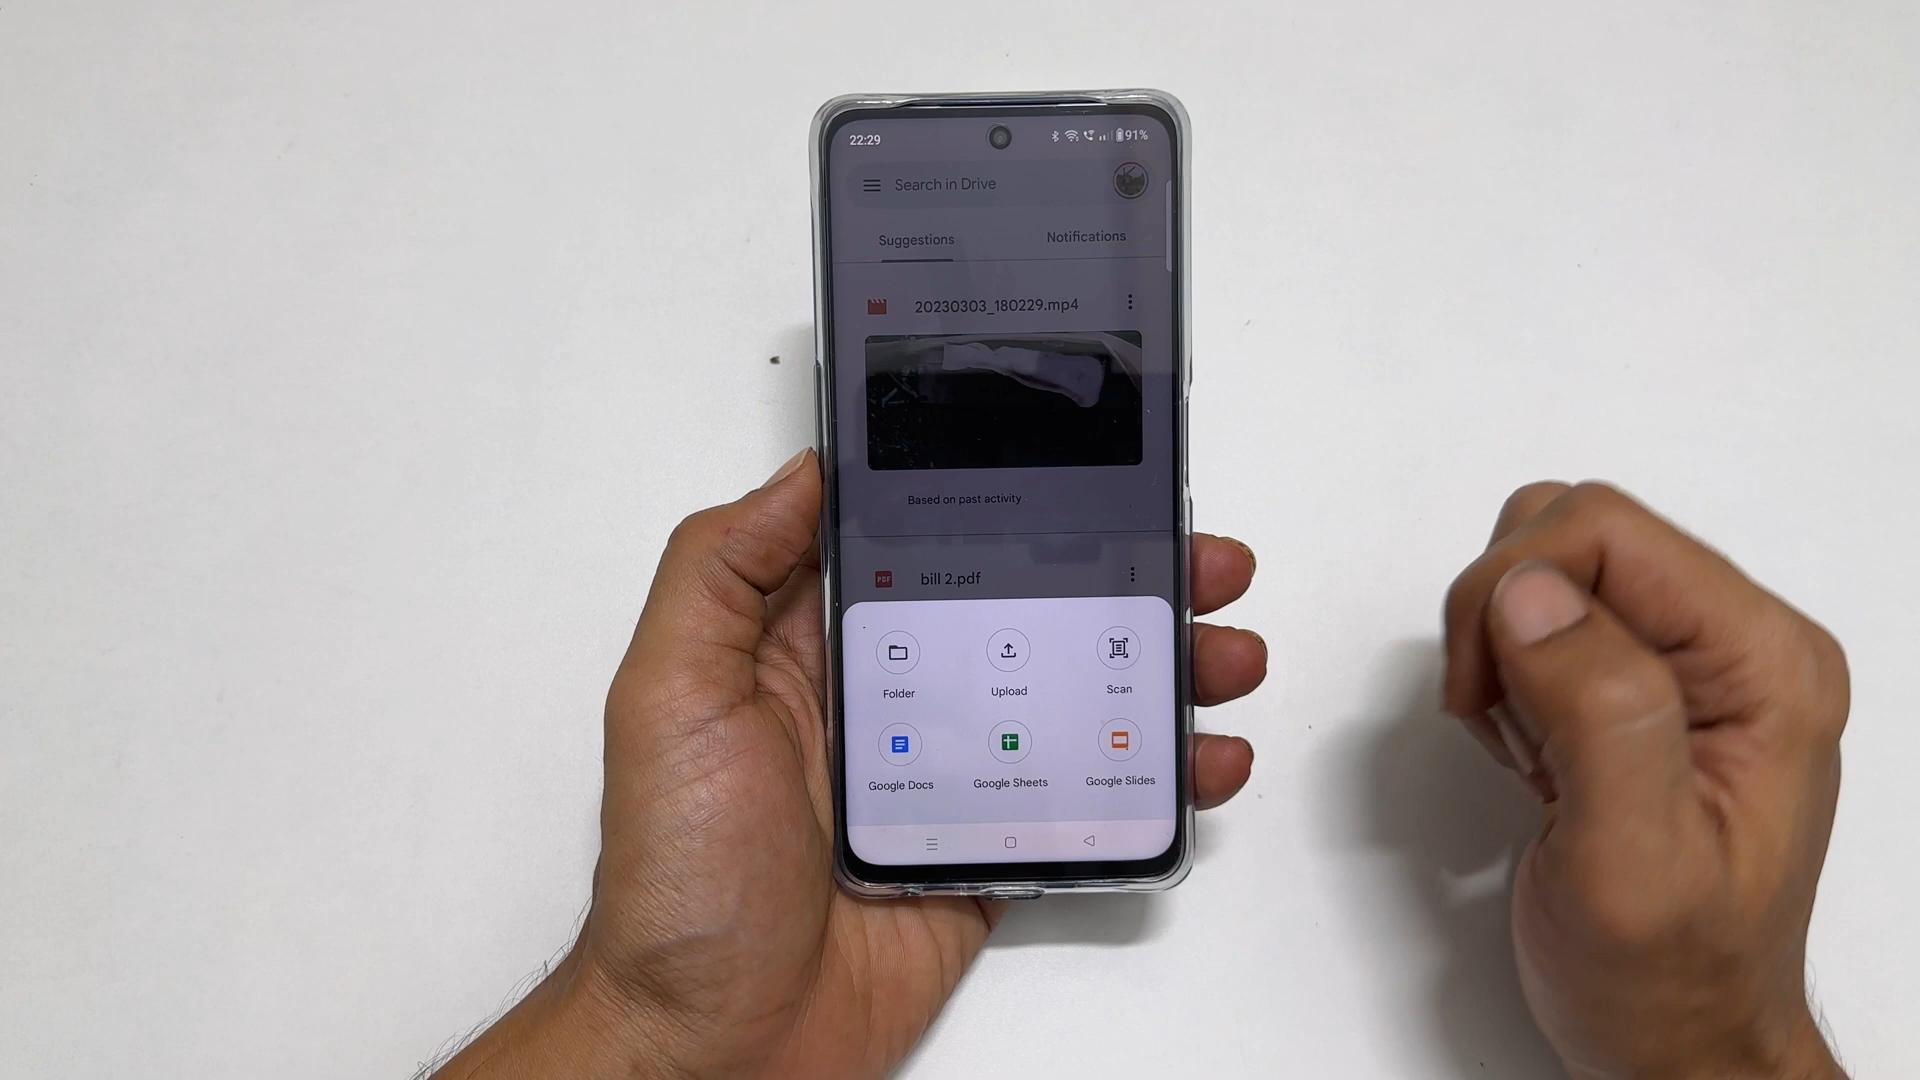 22:29
91%
Search in Drive
Suggestions
Notifications
20230303_180229.mp4
Based on past activity
PDF
bill 2.pdf
Folder
Upload
Scan
Google Docs
Google Sheets
Google Slides